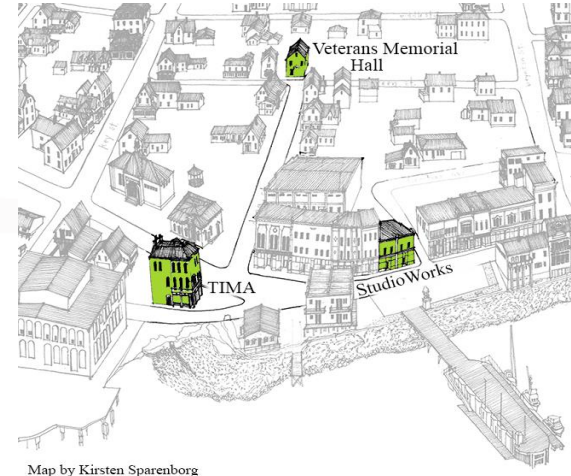 Veterans Memorial
Hall
TIMA
StudioWorks
Map by Kirsten Sparenborg